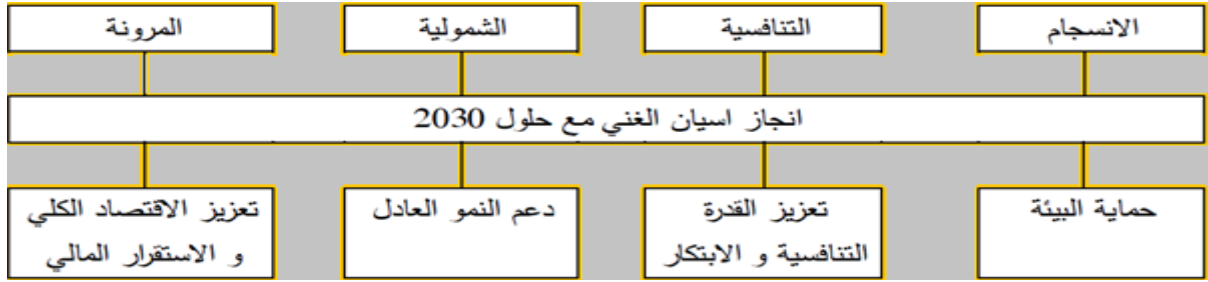 الانسجام
التنافسية
الشمولية
المرونة
انجاز اسيان الغني مع حلول 2030
حماية البيئة
تعزيز القدرة
التنافسية و الابتكار
دعم النمو العادل
تعزيز الاقتصاد الكلي
و الاستقرار المالي